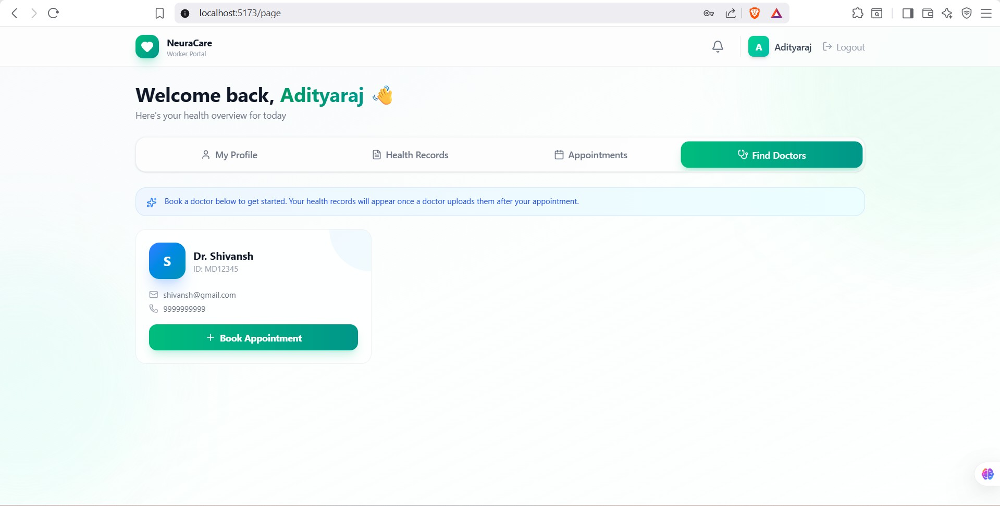 localhost:5173/page
NeuraCare
Worker Portal
A
Adityaraj
Logout
Welcome back, Adityaraj 👋
Here's your health overview for today
My Profile
Health Records
Appointments
Find Doctors
Book a doctor below to get started. Your health records will appear once a doctor uploads them after your appointment.
S
Dr. Shivansh
ID: MD12345
shivansh@gmail.com
9999999999
+ Book Appointment